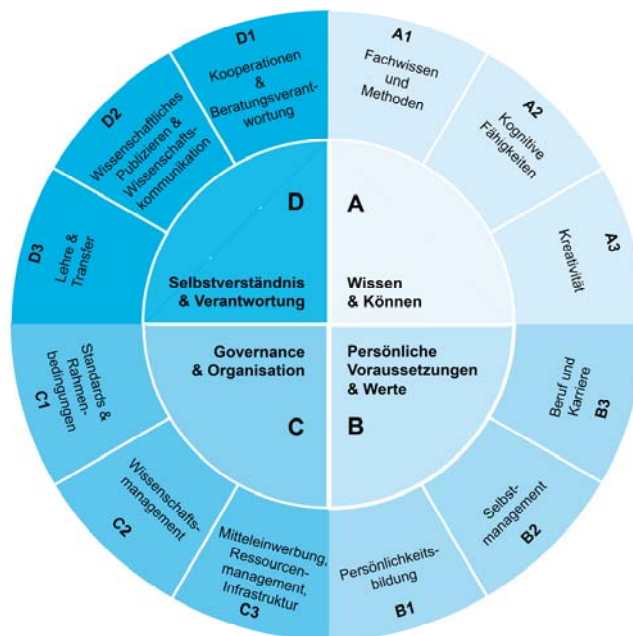 D1
Kooperationen
&
Beratungsverant-
wortung
A1
Fachwissen
und
Methoden
D2
Wissenschaftliches
Publizieren &
Wissenschafts-
kommunikation
A2
Kognitive
Fähigkeiten
D3
Lehre &
Transfer
A3
Kreativität
D
Selbstverständnis
& Verantwortung
A
Wissen
& Können
Governance
& Organisation
C
Persönliche
Voraussetzungen
& Werte
B
Standards &
Rahmen-
bedingungen
C1
Beruf und
Karriere
B3
Wissenschafts-
management
C2
Selbst-
management
B2
Mitteleinwerbung,
Ressourcen-
management,
Infrastruktur
C3
Persönlichkeits-
bildung
B1